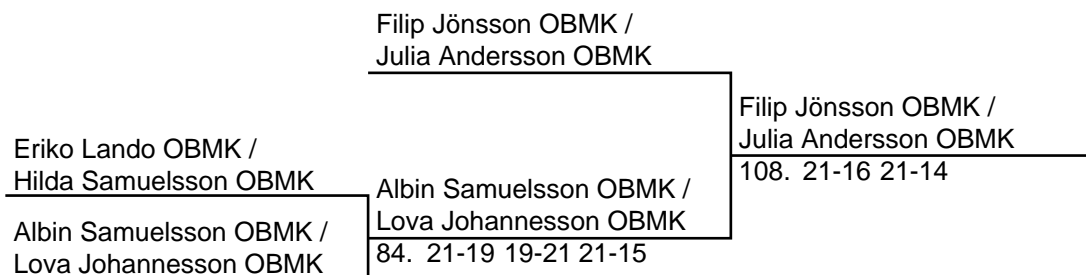 Filip Jönsson OBMK /
Julia Andersson OBMK
Filip Jönsson OBMK /
Julia Andersson OBMK
108. 21-16 21-14
Eriko Lando OBMK /
Hilda Samuelsson OBMK
Albin Samuelsson OBMK /
Lova Johannesson OBMK
84. 21-19 19-21 21-15
Albin Samuelsson OBMK /
Lova Johannesson OBMK